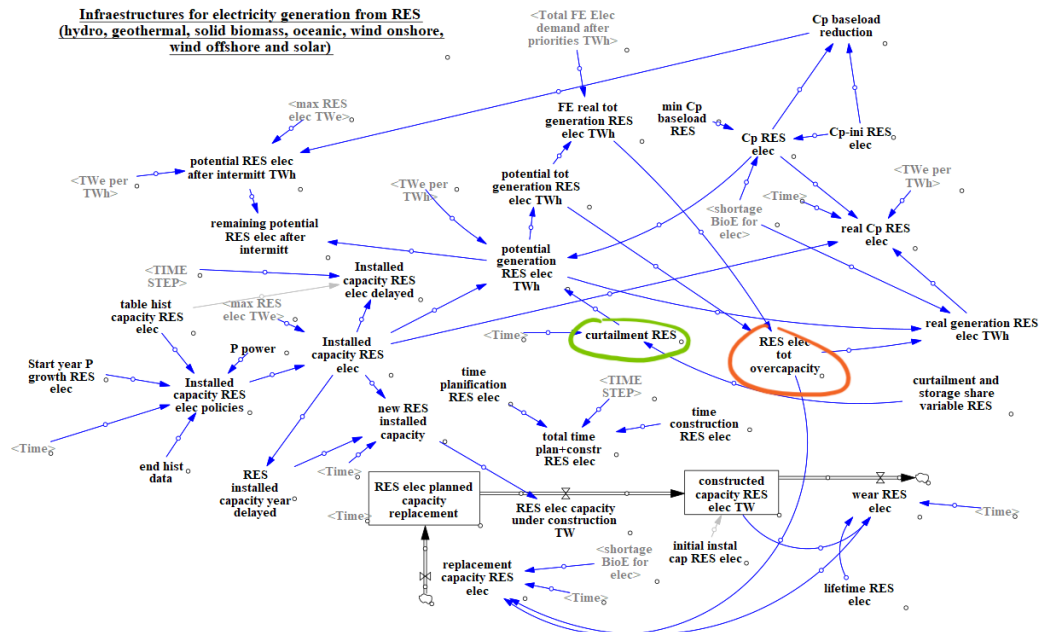 Infraestructures for electricity generation from RES
(hydro, geothermal, solid biomass, oceanic, wind onshore,
wind offshore and solar)
<Total FE Elec
demand after
priorities TWh>
Cp baseload
reduction
<max RES
elec TWe>
FE real tot
generation RES
elec TWh
min Cp
baseload
RES
Cp RES
elec
Cp-ini RES
elec
potential RES elec
after intermitt TWh
<TWe per
TWh>
potential tot
generation RES
elec TWh
<TWe per
TWh>
<TWe per
TWh>
<Time>
<shortage
BioE for
elec>
real Cp RES
elec
remaining potential
RES elec after
intermitt
potential
generation
RES elec
TWh
<TIME
STEP>
Installed
capacity RES
elec delayed
table hist
capacity RES
elec
<max RES
elec TWe>
<Time>
curtailment RES
RES elec
tot
overcapacity
real generation RES
elec TWh
P power
Installed
capacity RES
elec
Start year P
growth RES
elec
Installed
capacity RES
elec policies
time
planification
RES elec
<TIME
STEP>
curtailment and
storage share
variable RES
new RES
installed
capacity
time
construction
RES elec
total time
plan+constr
RES elec
<Time>
end hist
data
RES
installed
capacity year
delayed
<Time>
RES elec planned
capacity
replacement
constructed
capacity RES
elec TW
wear RES
elec
<Time>
RES elec capacity
under construction
TW
<Time>
initial instal
cap RES elec
<shortage
BioE for
elec>
replacement
capacity RES
elec
<Time>
lifetime RES
elec